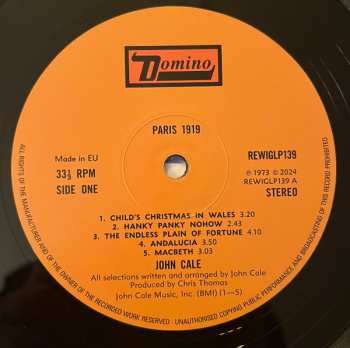 Domino
PARIS 1919
Made in EU
REWIGLP139
33⅓ RPM
SIDE ONE
℗ 1973 © 2024
REWIGLP139 A
STEREO
1. CHILD'S CHRISTMAS IN WALES 3.20
2. HANKY PANKY NOHOW 2.43
3. THE ENDLESS PLAIN OF FORTUNE 4.10
4. ANDALUCIA 3.50
5. MACBETH 3.03
JOHN CALE
All selections written and arranged by John Cale
Produced by Chris Thomas
John Cale Music, Inc. (BMI) (1—5)
ALL RIGHTS OF THE MANUFACTURER AND OF THE OWNER OF THE RECORDED WORK RESERVED · UNAUTHORISED COPYING PUBLIC PERFORMANCE AND BROADCASTING OF THIS RECORD PROHIBITED